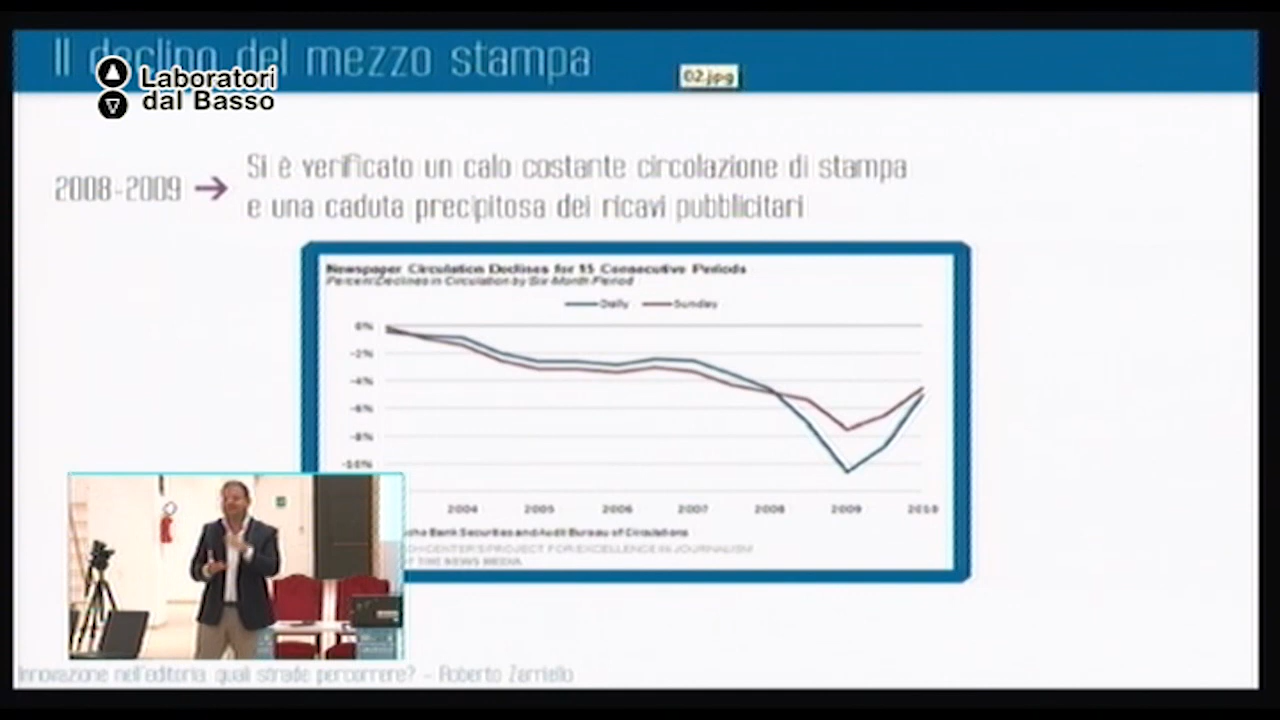 Il declino del mezzo stampa
Laboratori
dal Basso
02.jpg
2008-2009
Si è verificato un calo costante circolazione di stampa
e una caduta precipitosa dei ricavi pubblicitari
Newspaper Circulation Declines for 15 Consecutive Periods
Percent Declines in Circulation by Six-Month Period
Daily Sunday
0%
-2%
-4%
-6%
-8%
-10%
2004 2005 2006 2007 2008 2009 2010
Bank Securities and Audit Bureau of Circulations
CENTER'S PROJECT FOR EXCELLENCE IN JOURNALISM
OF THE NEWS MEDIA
Innovazione nell'editoria: quali strade percorrere? - Roberto Zarriello